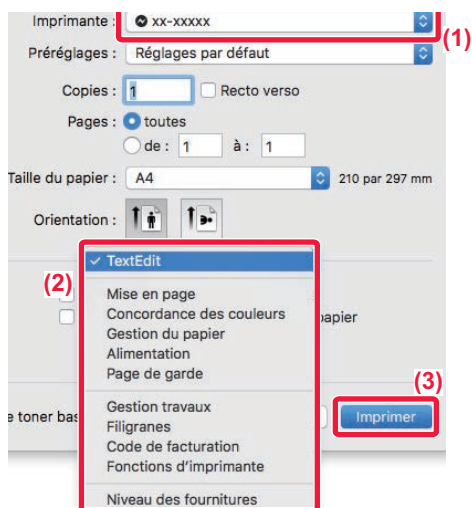 Imprimante : xx-xxxxx
(1)
Préréglages : Réglages par défaut
Copies : 1 Recto verso
Pages : toutes
de : 1 à : 1
Taille du papier : A4 210 par 297 mm
Orientation :
TextEdit
(2)
Mise en page
Concordance des couleurs
papier
Gestion du papier
Alimentation
Page de garde
(3)
Gestion travaux
e toner bas
Imprimer
Filigranes
Code de facturation
Fonctions d'imprimante
Niveau des fournitures